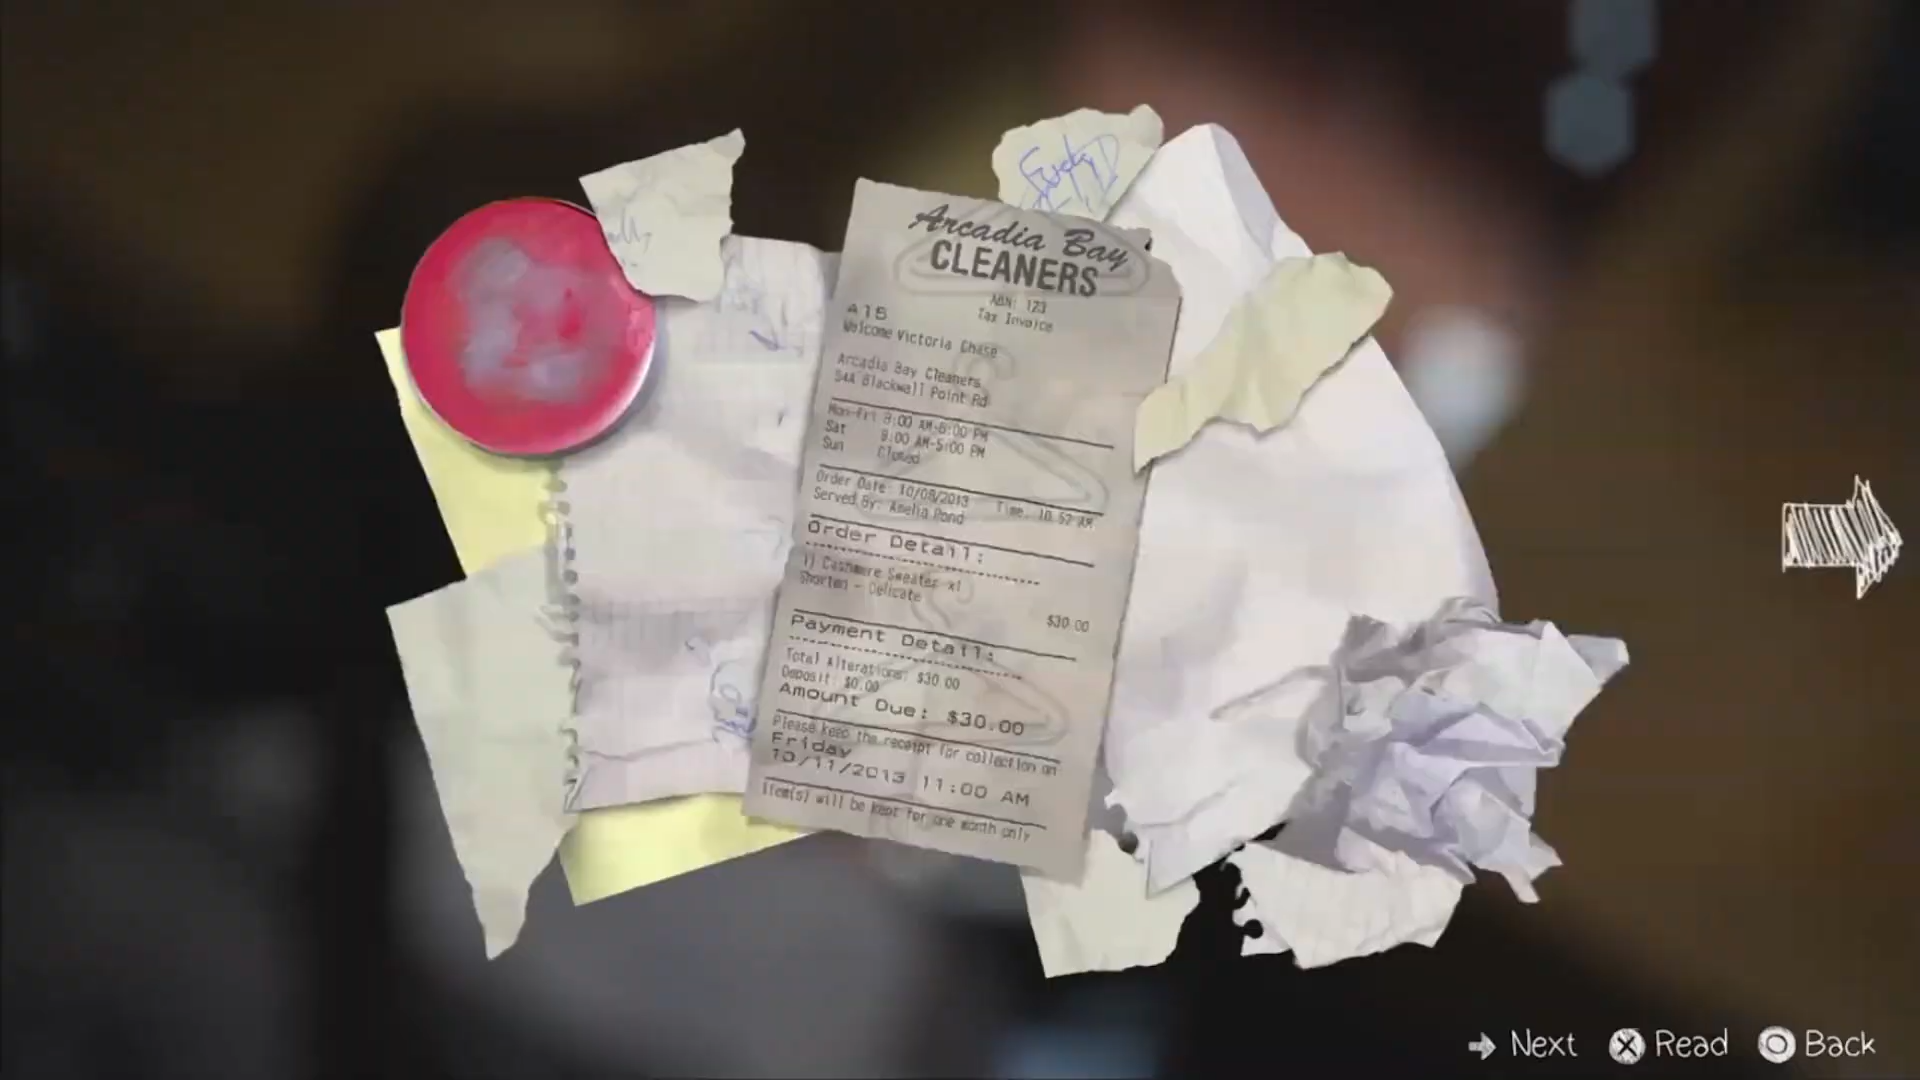 Arcadia Bay
CLEANERS
ABN: 123
Tax Invoice
A15
Welcome Victoria Chase
Arcadia Bay Cleaners
54A Blackwall Point Rd
Mon-Fri 8:00 AM-6:00 PM
Sat 8:00 AM-5:00 PM
Sun Closed
Order Date: 10/08/2013 Time: 10:52 AM
Served By: Amelia Pond
Order Detail:
1) Cashmere Sweater x1
Shorten - Delicate
$30.00
Payment Detail:
Total Alterations: $30.00
Deposit: $0.00
Amount Due: $30.00
Please keep the receipt for collection on
Friday
10/11/2013 11:00 AM
Item(s) will be kept for one month only
Next Read Back